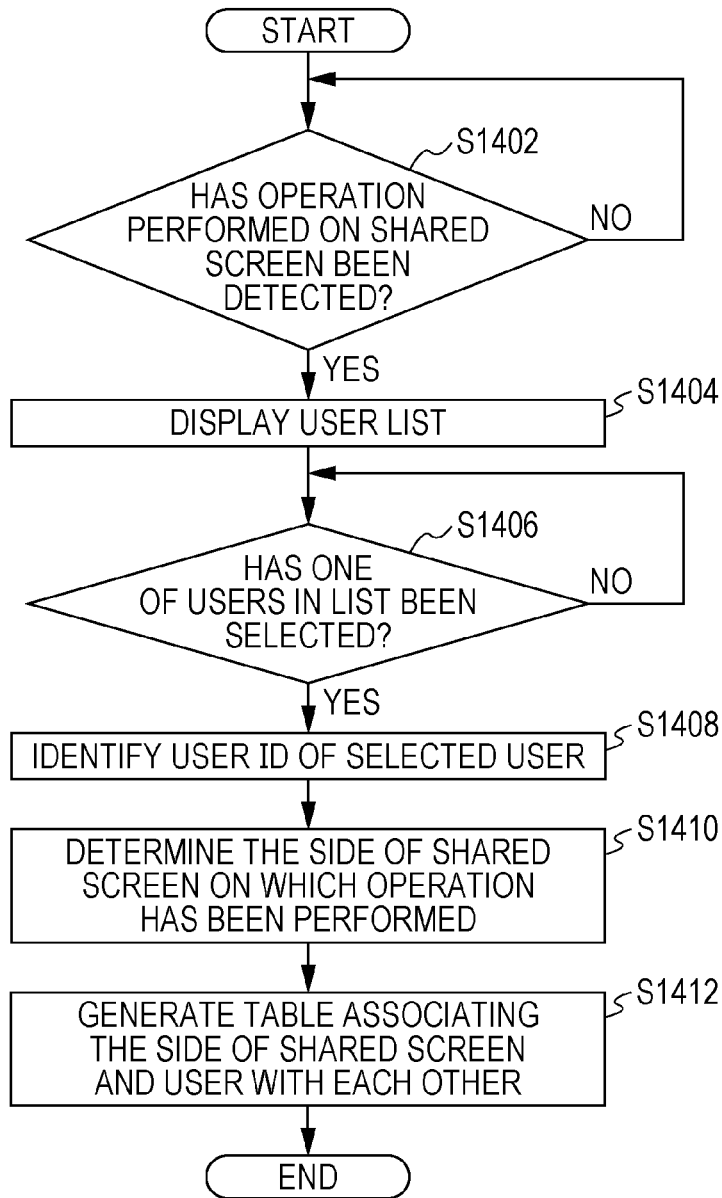 START
S1402
HAS OPERATION
PERFORMED ON SHARED
SCREEN BEEN
DETECTED?
NO
YES
S1404
DISPLAY USER LIST
S1406
HAS ONE
OF USERS IN LIST BEEN
SELECTED?
NO
YES
S1408
IDENTIFY USER ID OF SELECTED USER
S1410
DETERMINE THE SIDE OF SHARED
SCREEN ON WHICH OPERATION
HAS BEEN PERFORMED
S1412
GENERATE TABLE ASSOCIATING
THE SIDE OF SHARED SCREEN
AND USER WITH EACH OTHER
END